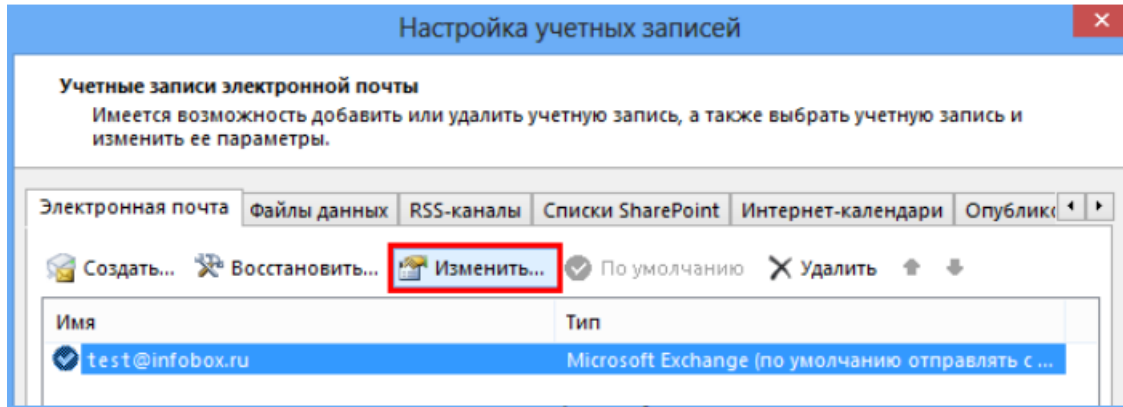 Настройка учетных записей
Учетные записи электронной почты
Имеется возможность добавить или удалить учетную запись, а также выбрать учетную запись и
изменить ее параметры.
Электронная почта Файлы данных RSS-каналы Списки SharePoint Интернет-календари
Создать... Восстановить... Изменить... По умолчанию Удалить
Имя Тип
test@infobox.ru Microsoft Exchange (по умолчанию отправлять с ...